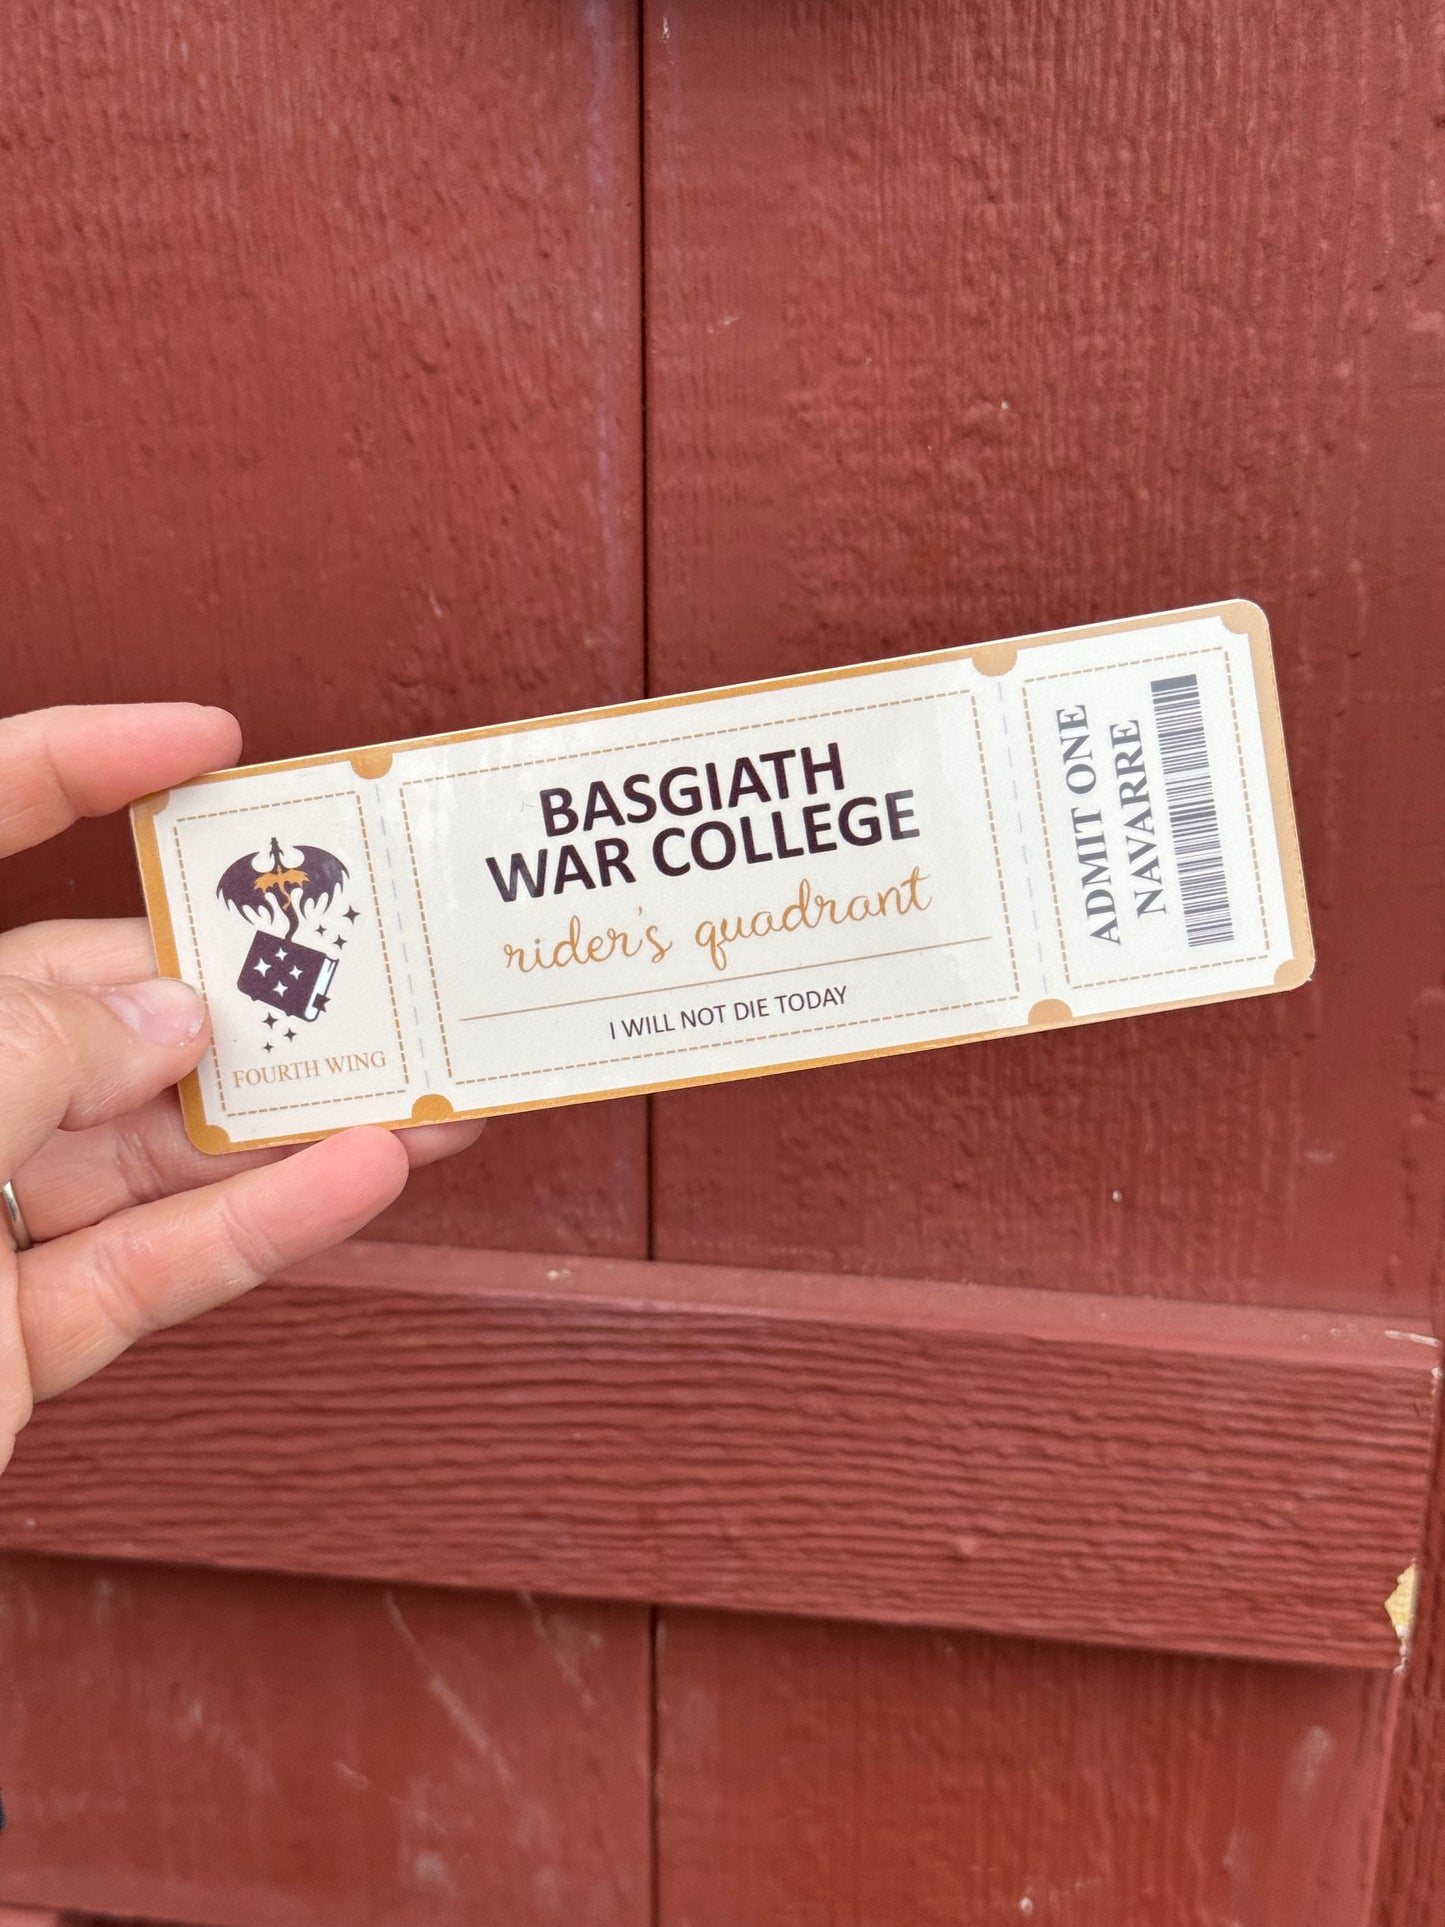 FOURTH WING
BASGIATH
WAR COLLEGE
rider's quadrant
I WILL NOT DIE TODAY
ADMIT ONE
NAVARRE